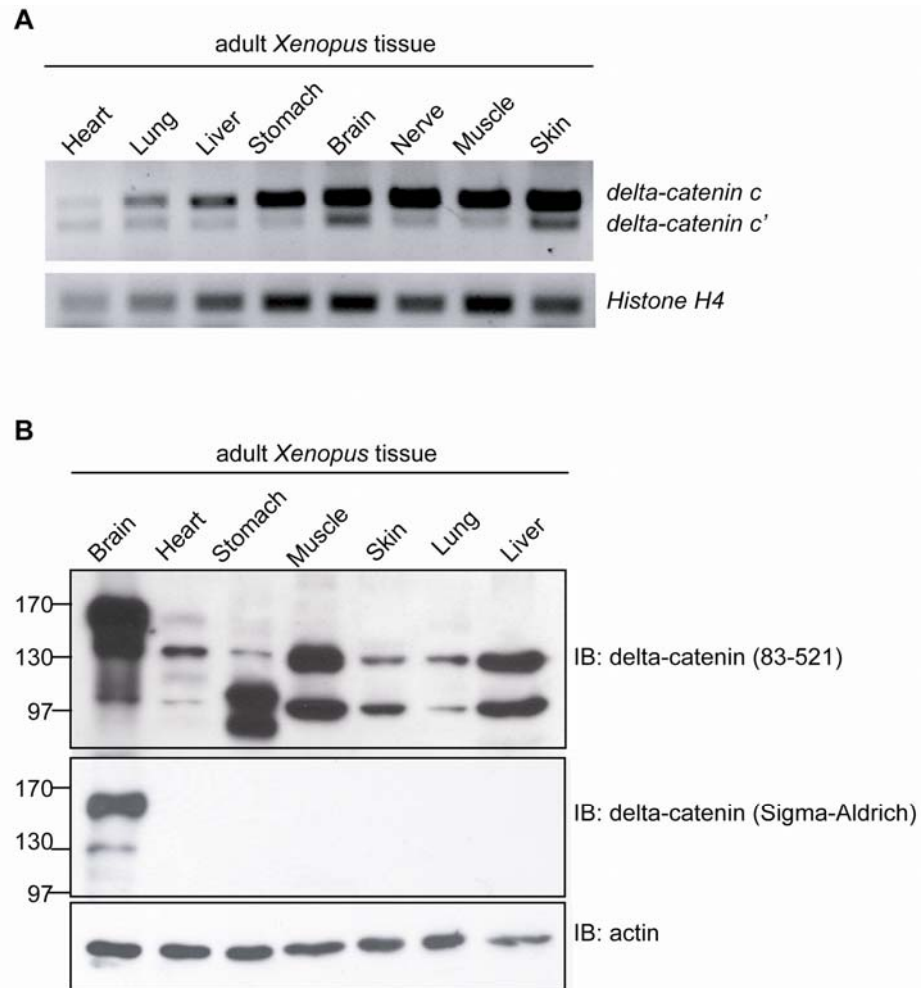 A
adult Xenopus tissue
Heart Lung Liver Stomach Brain Nerve Muscle Skin
delta-catenin c
delta-catenin c’
Histone H4
B
adult Xenopus tissue
Brain Heart Stomach Muscle Skin Lung Liver
170
130
97
IB: delta-catenin (83-521)
170
130
97
IB: delta-catenin (Sigma-Aldrich)
IB: actin